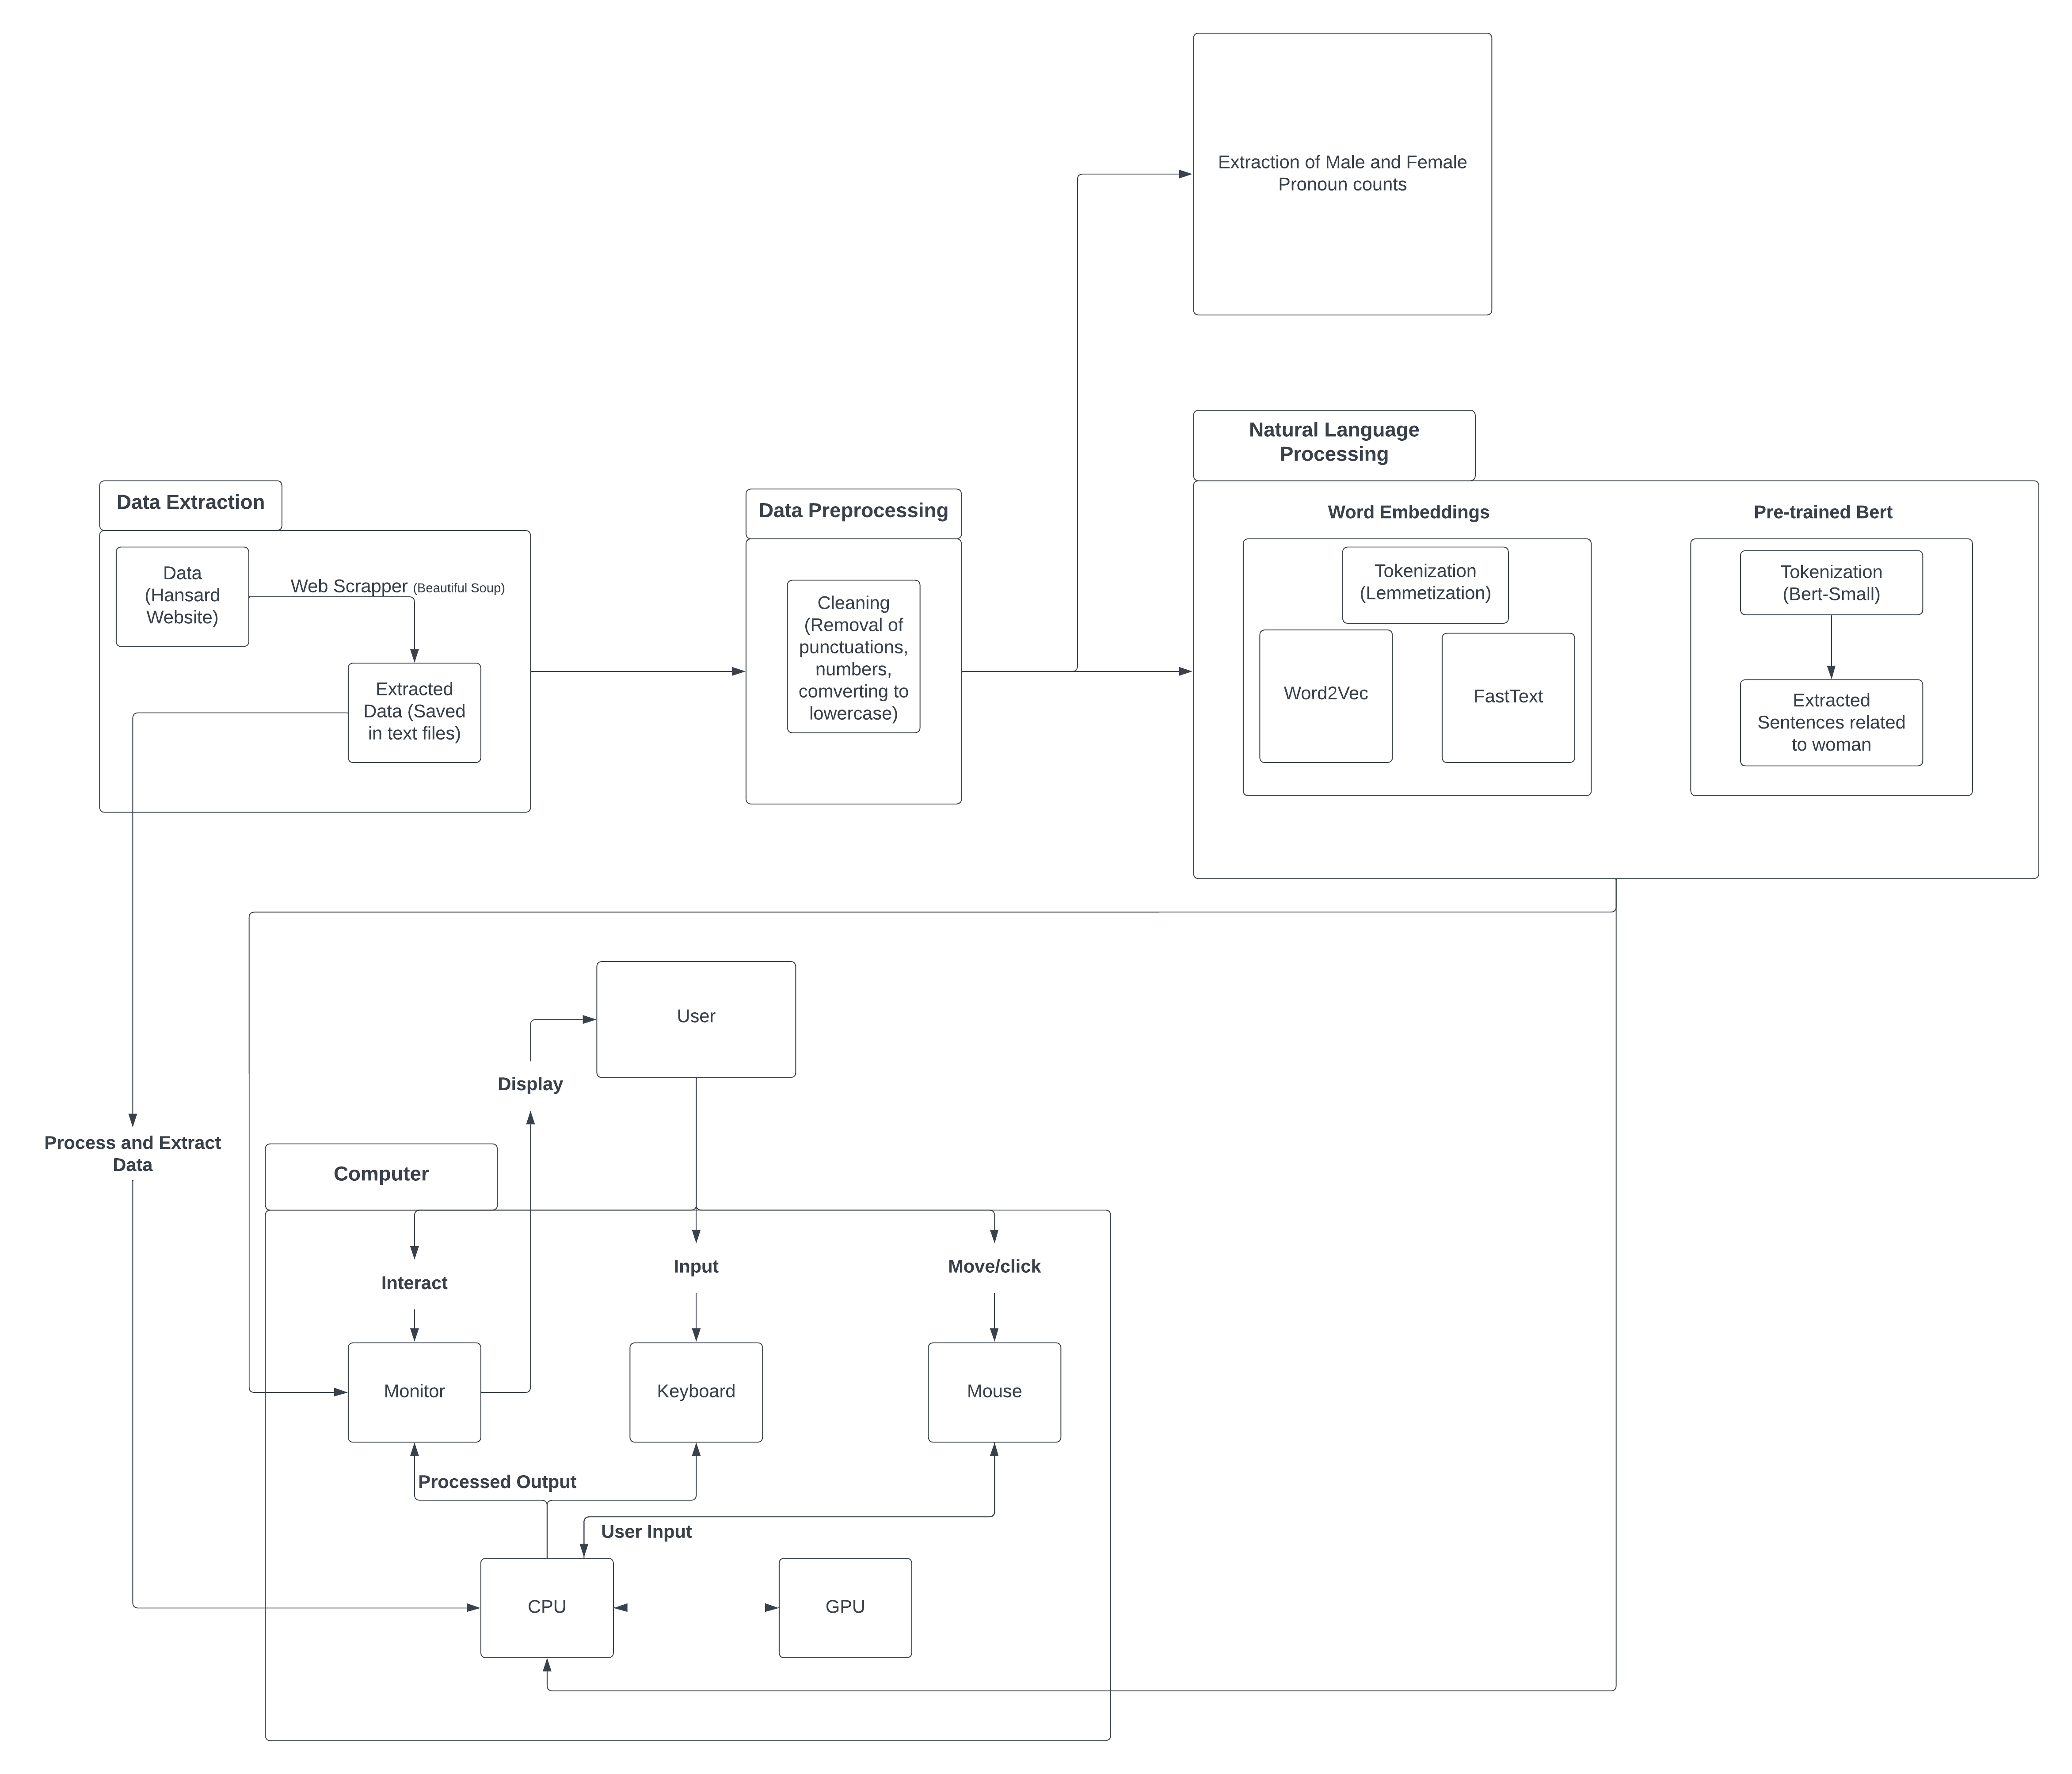 Extraction of Male and Female
Pronoun counts
Natural Language
Processing
Data Extraction
Data
(Hansard
Website)
Web Scrapper (Beautiful Soup)
Extracted
Data (Saved
in text files)
Data Preprocessing
Cleaning
(Removal of
punctuations,
numbers,
comverting to
lowercase)
Word Embeddings
Tokenization
(Lemmetization)
Word2Vec
FastText
Pre-trained Bert
Tokenization
(Bert-Small)
Extracted
Sentences related
to woman
User
Display
Process and Extract
Data
Computer
Interact
Input
Move/click
Monitor
Keyboard
Mouse
Processed Output
User Input
CPU
GPU